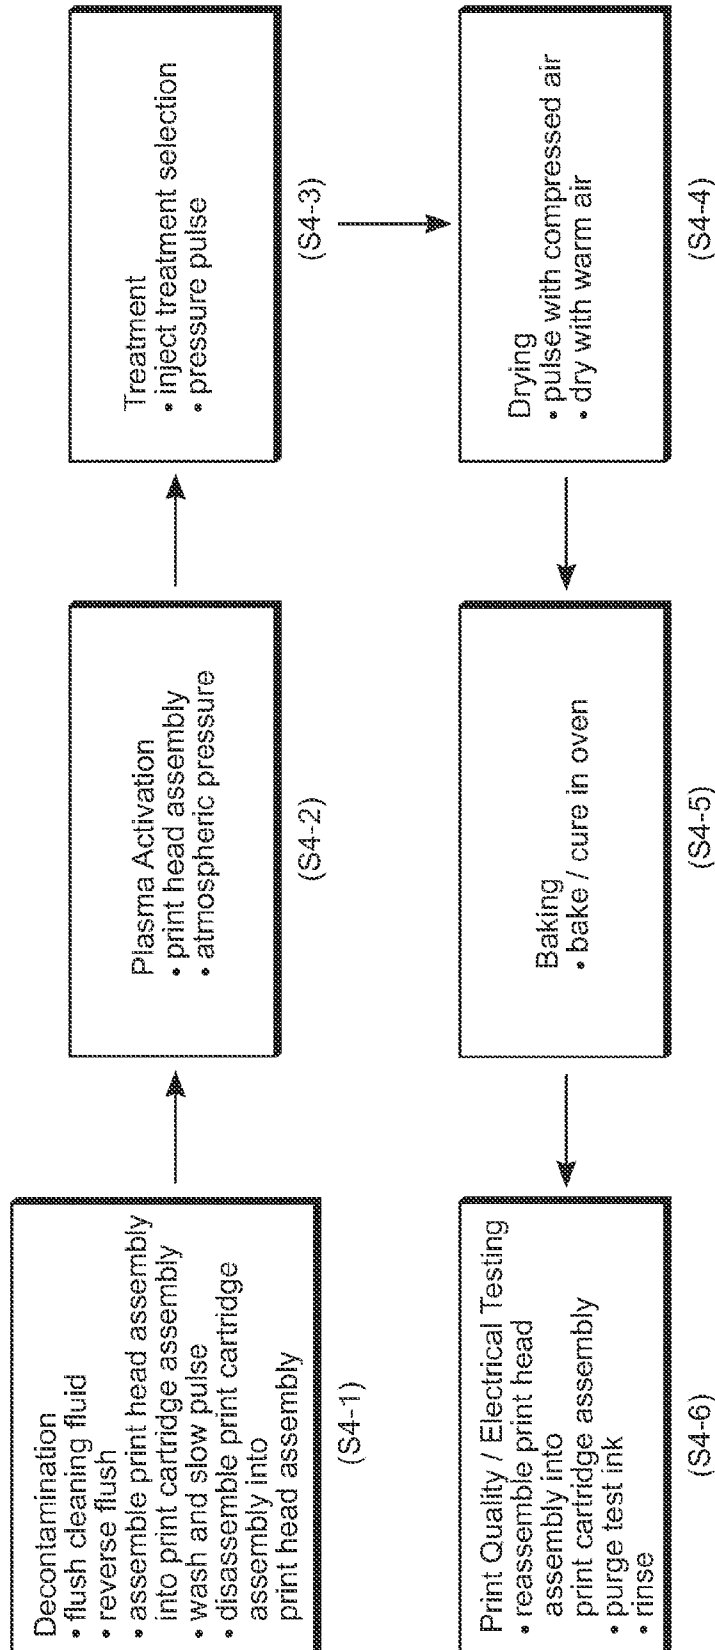 Decontamination
• flush cleaning fluid
• reverse flush
• assemble print head assembly
into print cartridge assembly
• wash and slow pulse
• disassemble print cartridge
assembly into
print head assembly
(S4-1)
Plasma Activation
• print head assembly
• atmospheric pressure
(S4-2)
Treatment
• inject treatment selection
• pressure pulse
(S4-3)
Drying
• pulse with compressed air
• dry with warm air
(S4-4)
Baking
• bake / cure in oven
(S4-5)
Print Quality / Electrical Testing
• reassemble print head
assembly into
print cartridge assembly
• purge test ink
• rinse
(S4-6)